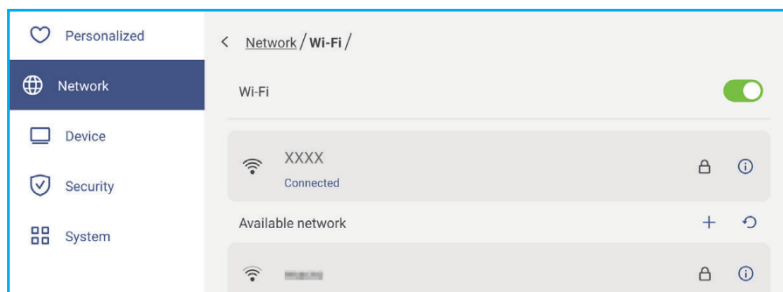 Personalized
Network
Device
Security
System
< Network / Wi-Fi /
Wi-Fi
XXXX
Connected
Available network